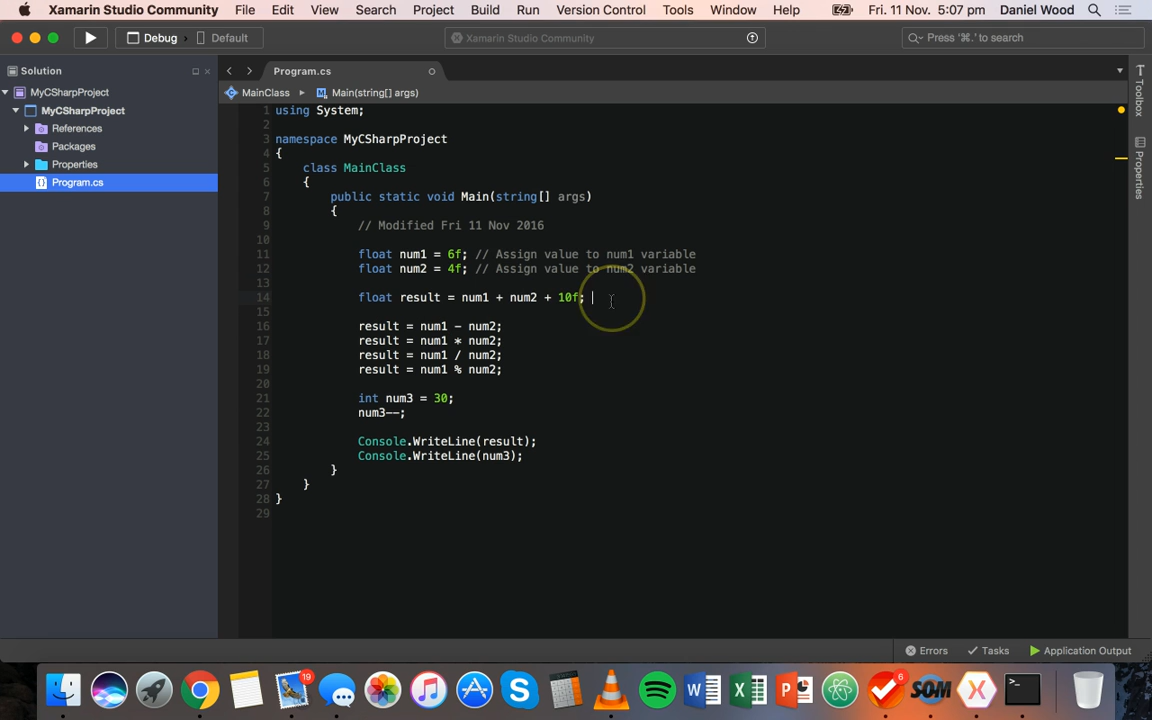 Xamarin Studio Community File Edit View Search Project Build Run Version Control Tools Window Help Fri. 11 Nov. 5:07 pm Daniel Wood
Debug Default Xamarin Studio Community Press '⌘.' to search
Solution Program.cs
MyCSharpProject MainClass Main(string[] args)
MyCSharpProject
References
Packages
Properties
Program.cs
1 using System;
2
3 namespace MyCSharpProject
4 {
5 class MainClass
6 {
7 public static void Main(string[] args)
8 {
9 // Modified Fri 11 Nov 2016
10
11 float num1 = 6f; // Assign value to num1 variable
12 float num2 = 4f; // Assign value to num2 variable
13
14 float result = num1 + num2 + 10f;
15
16 result = num1 - num2;
17 result = num1 * num2;
18 result = num1 / num2;
19 result = num1 % num2;
20
21 int num3 = 30;
22 num3--;
23
24 Console.WriteLine(result);
25 Console.WriteLine(num3);
26 }
27 }
28 }
29
Toolbox
Properties
Errors Tasks Application Output
19
6
SOM
>_